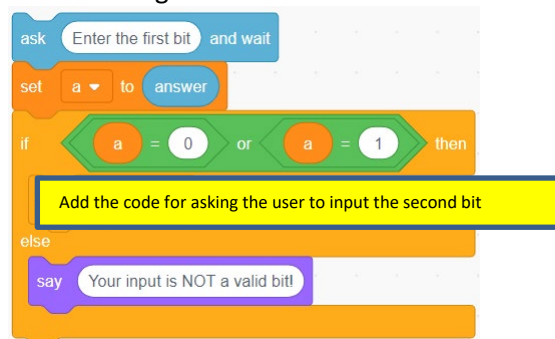 ask Enter the first bit and wait
set a to answer
if a = 0 or a = 1 then
Add the code for asking the user to input the second bit
else
say Your input is NOT a valid bit!